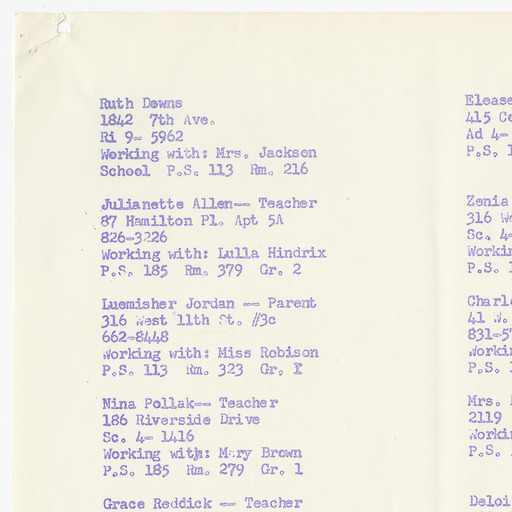 Ruth Downs
1842 7th Ave.
Ri 9- 5962
Working with: Mrs. Jackson
School P.S. 113 Rm. 216
Julianette Allen-- Teacher
87 Hamilton Pl. Apt 5A
826-3226
Working with: Lulla Hindrix
P.S. 185 Rm. 379 Gr. 2
Luemisher Jordan -- Parent
316 West 11th St. #3c
662-8448
Working with: Miss Robison
P.S. 113 Rm. 323 Gr.
Nina Pollak-- Teacher
186 Riverside Drive
Sc. 4- 1416
Working with: Mary Brown
P.S. 185 Rm. 279 Gr. 1
Grace Reddick -- Teacher
Elease
415 Ce
Ad 4-
P.S. 1
Zenia
316 We
Sc. 4-
Workin
P.S. 1
Charl
41 W.
831-5
Workin
P.S.
Mrs.
2119
Workin
P.S.
Deloi